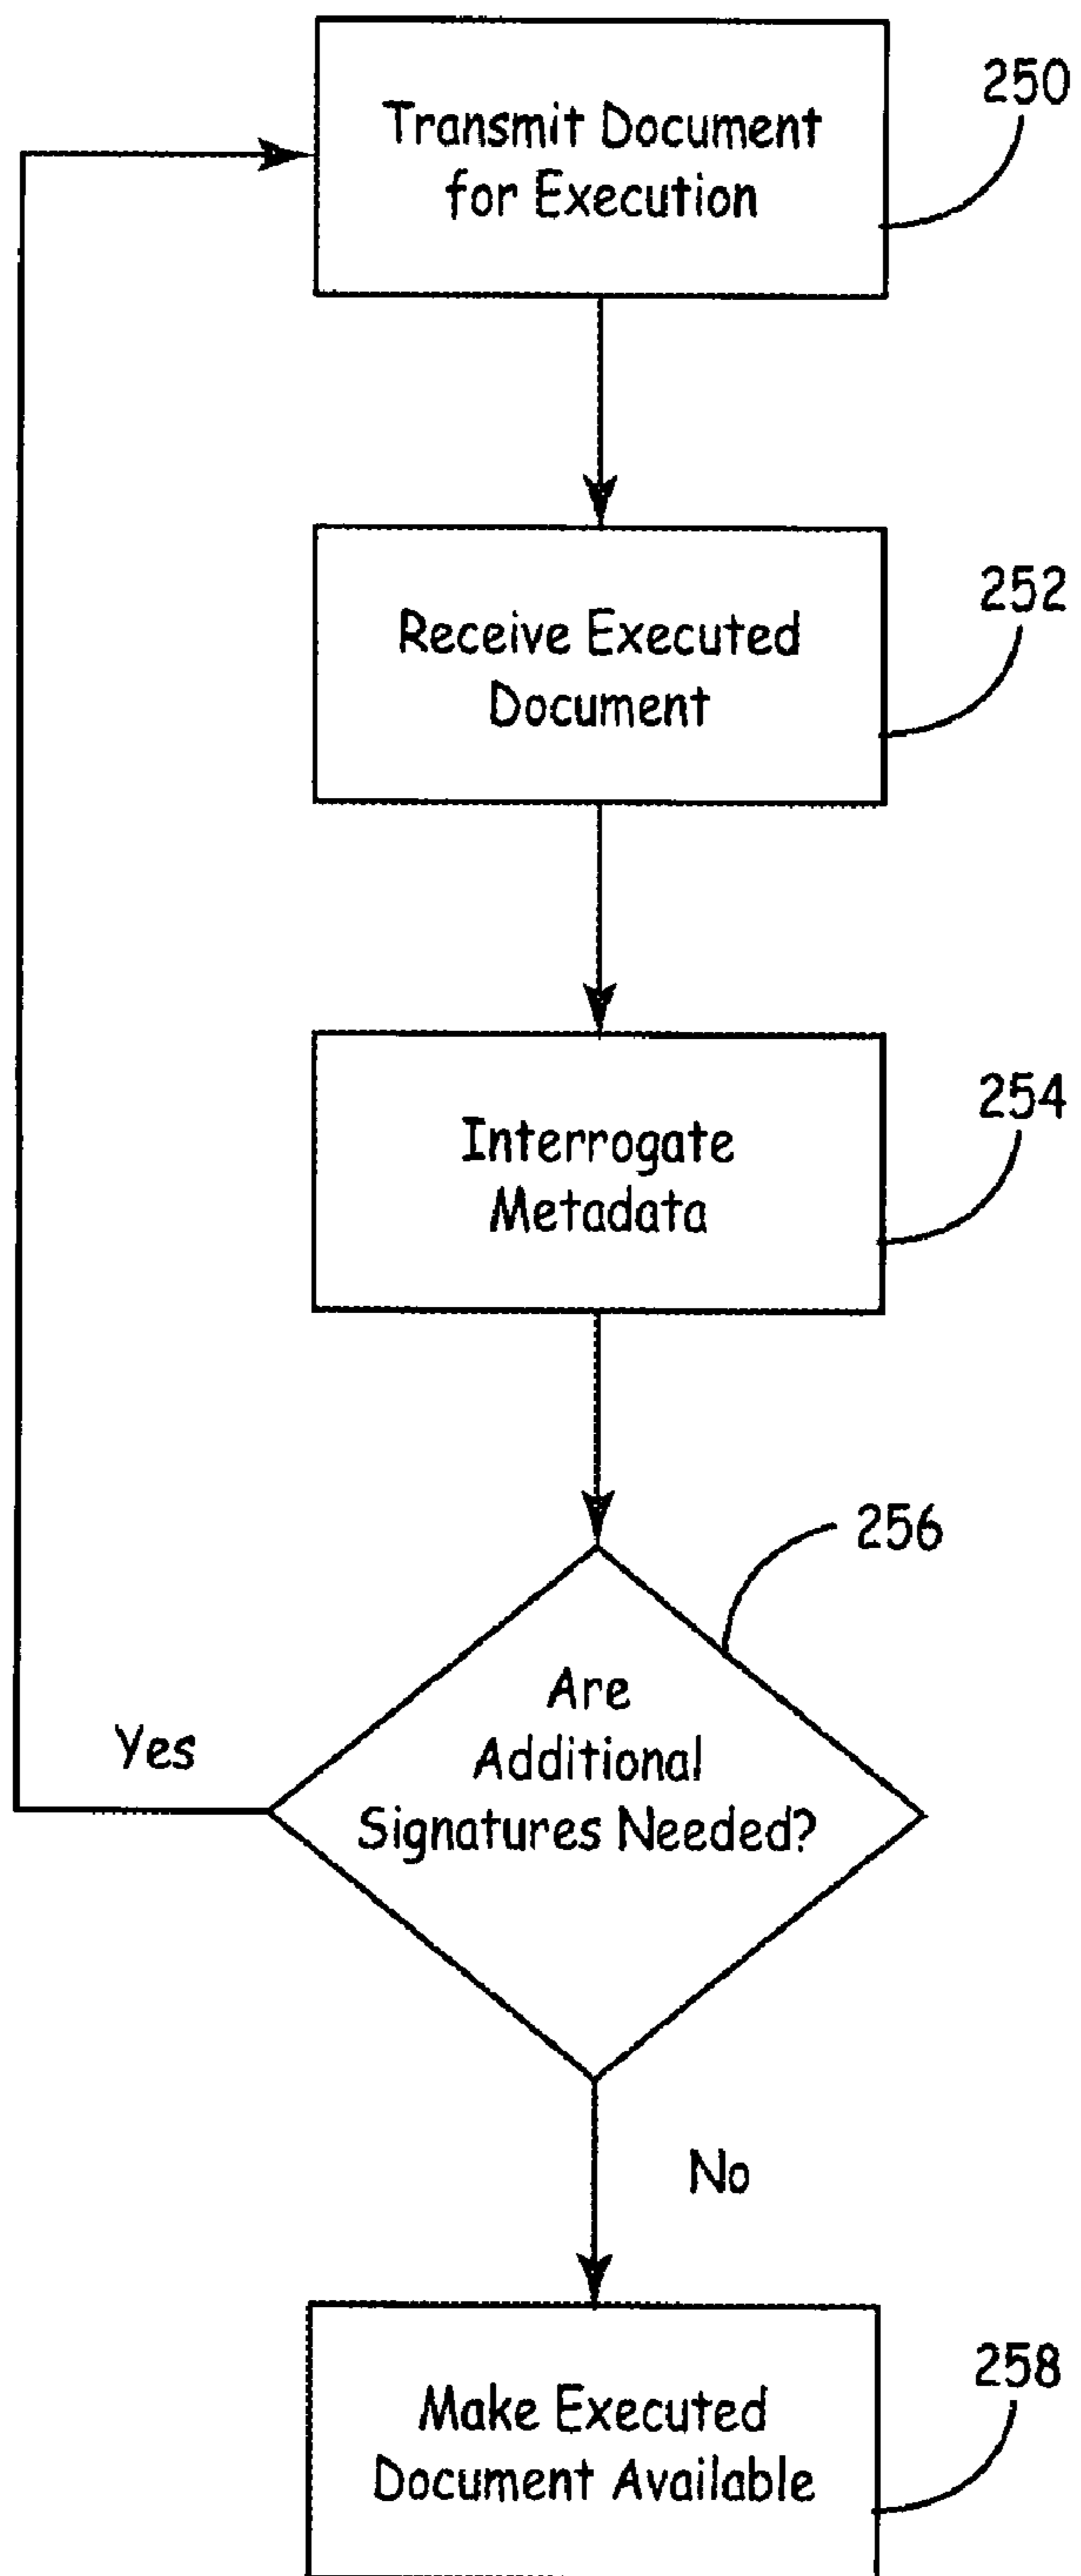 Transmit Document
for Execution
250
Receive Executed
Document
252
Interrogate
Metadata
254
256
Are
Additional
Signatures Needed?
Yes
No
Make Executed
Document Available
258